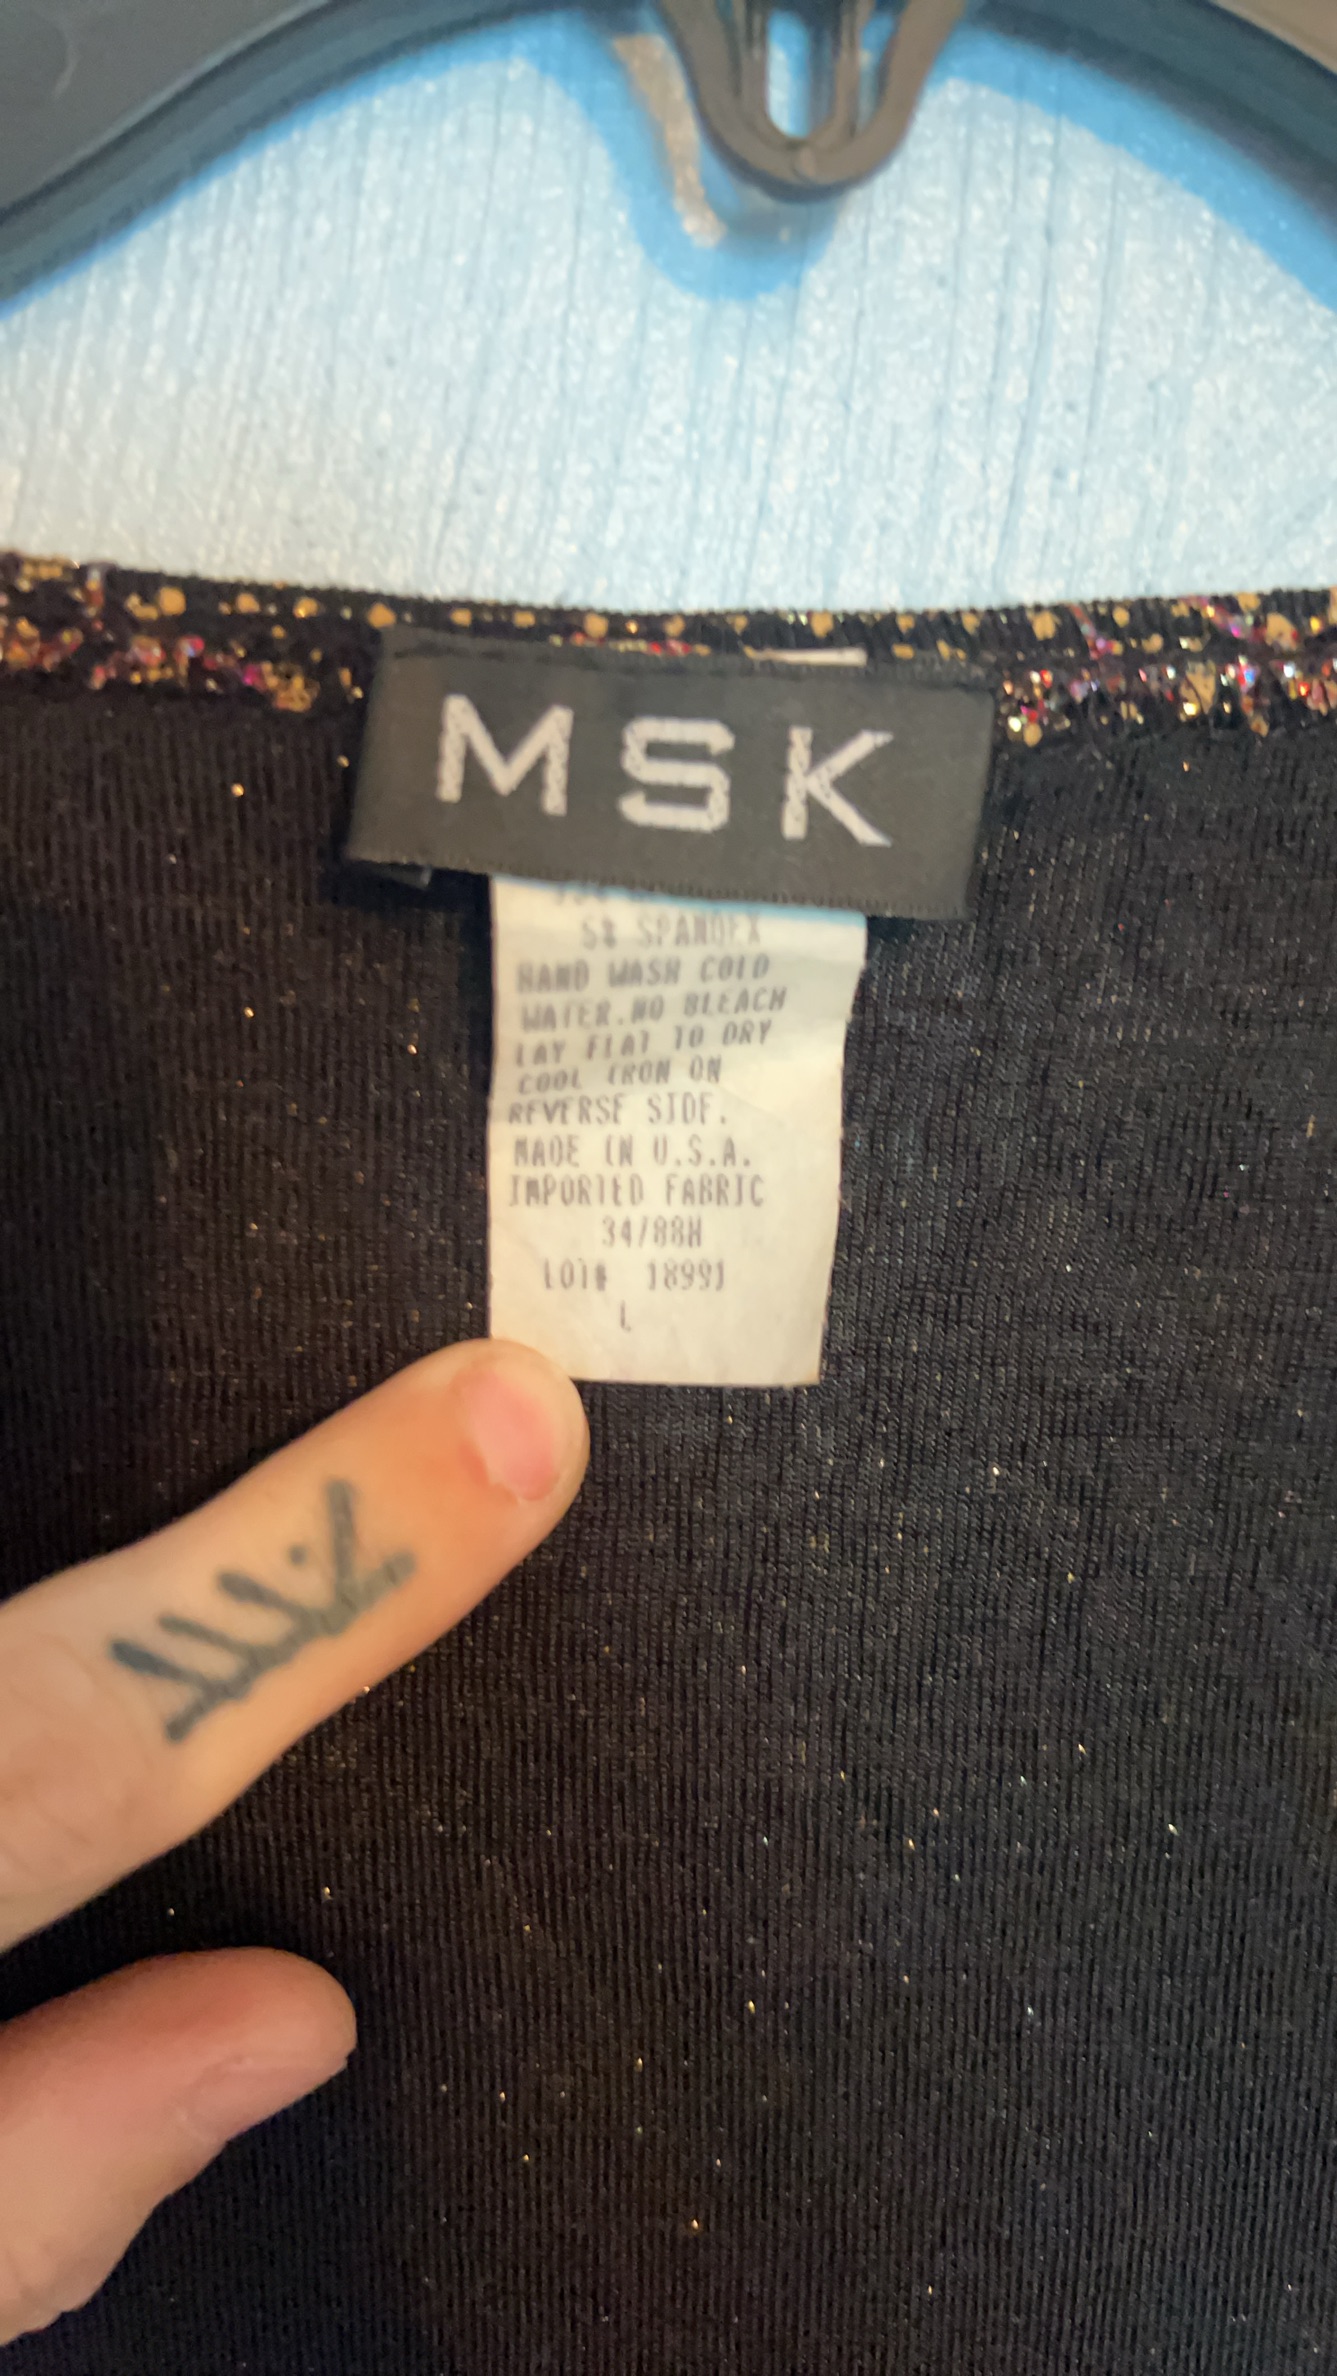 MSK
5% SPANDEX
HAND WASH COLD
WATER.NO BLEACH
LAY FLAT TO DRY
COOL IRON ON
REVERSE SIDE.
MADE IN U.S.A.
IMPORTED FABRIC
34/88H
LOT# 18991
L